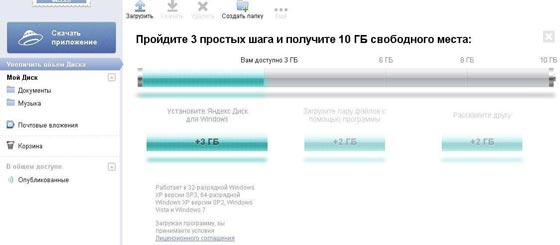 Загрузить Скачать Удалить Создать папку Ещё
Скачать
приложение
Увеличить объем Диска
Мой Диск
Документы
Музыка
Почтовые вложения
Корзина
В общем доступе
Опубликованные
Пройдите 3 простых шага и получите 10 ГБ свободного места:
Вам доступно 3 ГБ 6 ГБ 8 ГБ 10 ГБ
Установите Яндекс Диск
для Windows
+3 ГБ
Загрузите пару файлов с
помощью программы
+2 ГБ
Расскажите другу
+2 ГБ
Работает в 32-разрядной Windows
XP версии SP3, 64-разрядной
Windows XP версии SP2, Windows
Vista и Windows 7
Загружая программу, вы
принимаете условия
Лицензионного соглашения